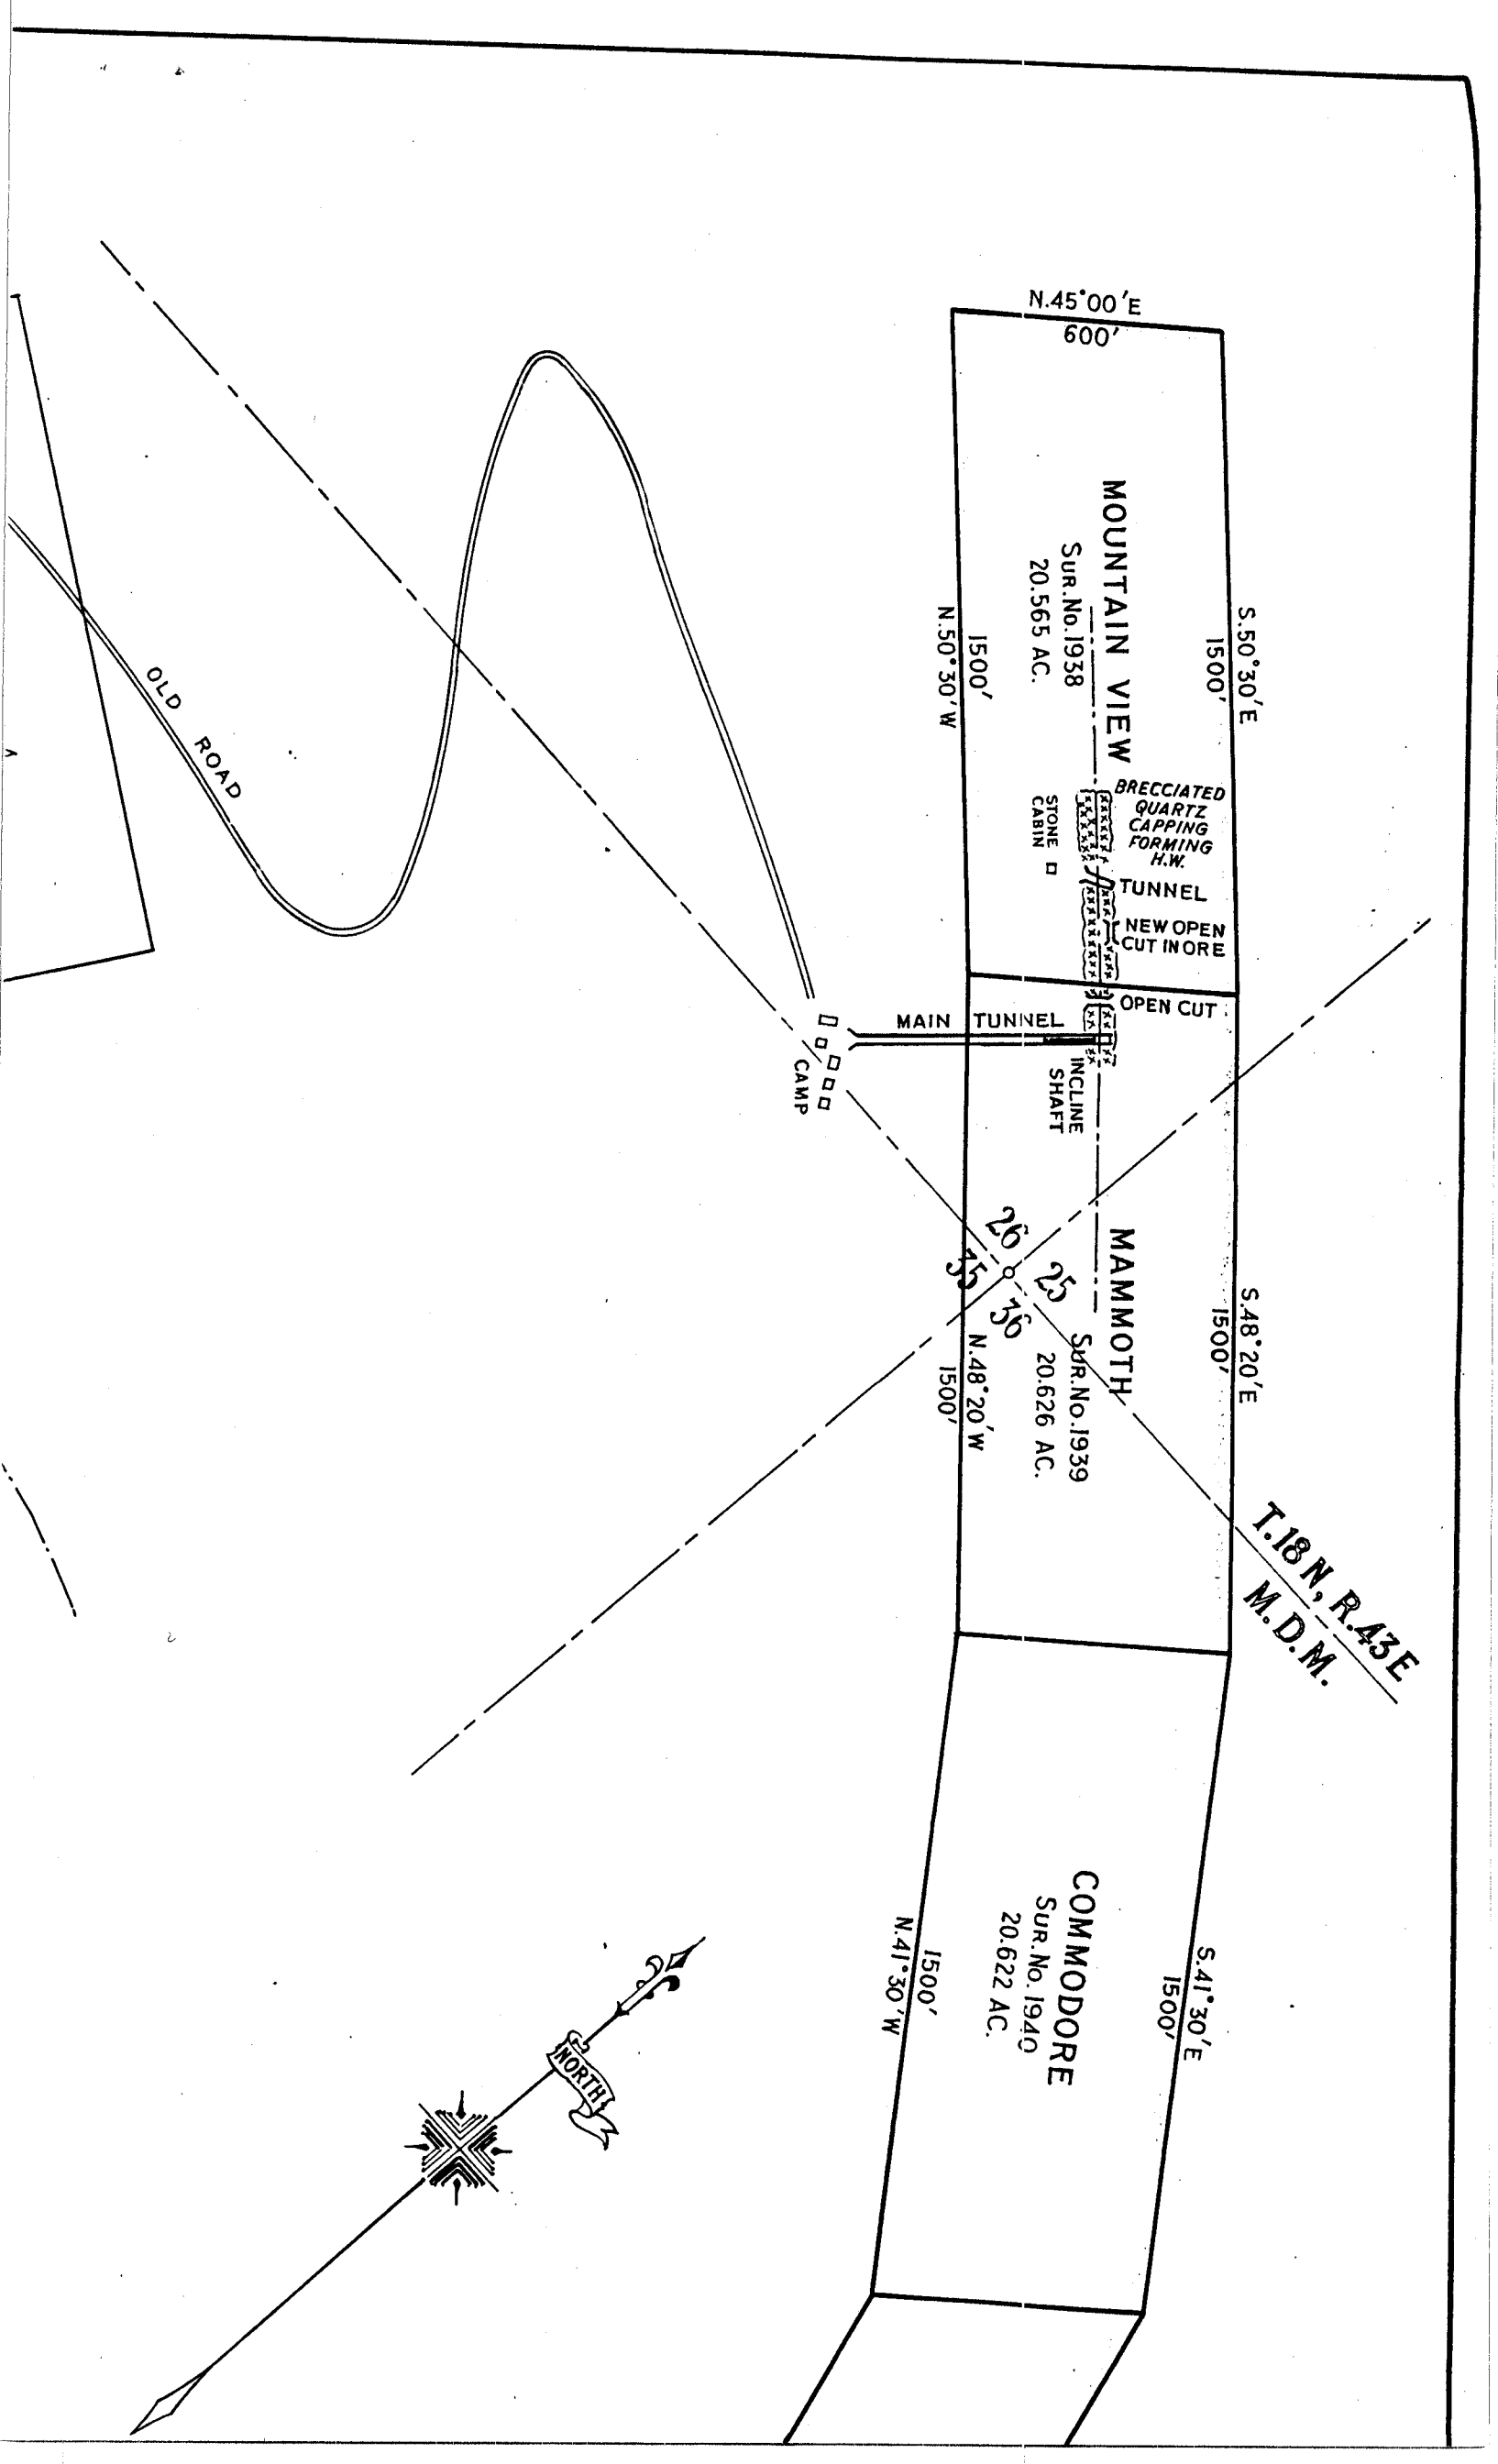 N.45°00'E
600'
S.50°30'E
1500'
MOUNTAIN VIEW
SUR.No.1938
20.565 AC.
1500'
N.50°30'W
BRECCIATED
QUARTZ
CAPPING
FORMING
H.W.
STONE
CABIN
TUNNEL
NEW OPEN
CUT IN ORE
OPEN CUT
MAIN TUNNEL
INCLINE
SHAFT
CAMP
OLD ROAD
26
25
35
36
S.48°20'E
1500'
MAMMOTH
SUR.No.1939
20.626 AC.
N.48°20'W
1500'
T.18N, R.43E
M.D.M.
S.41°30'E
1500'
COMMODORE
SUR.No.1940
20.622 AC.
1500'
N.41°30'W
NORTH